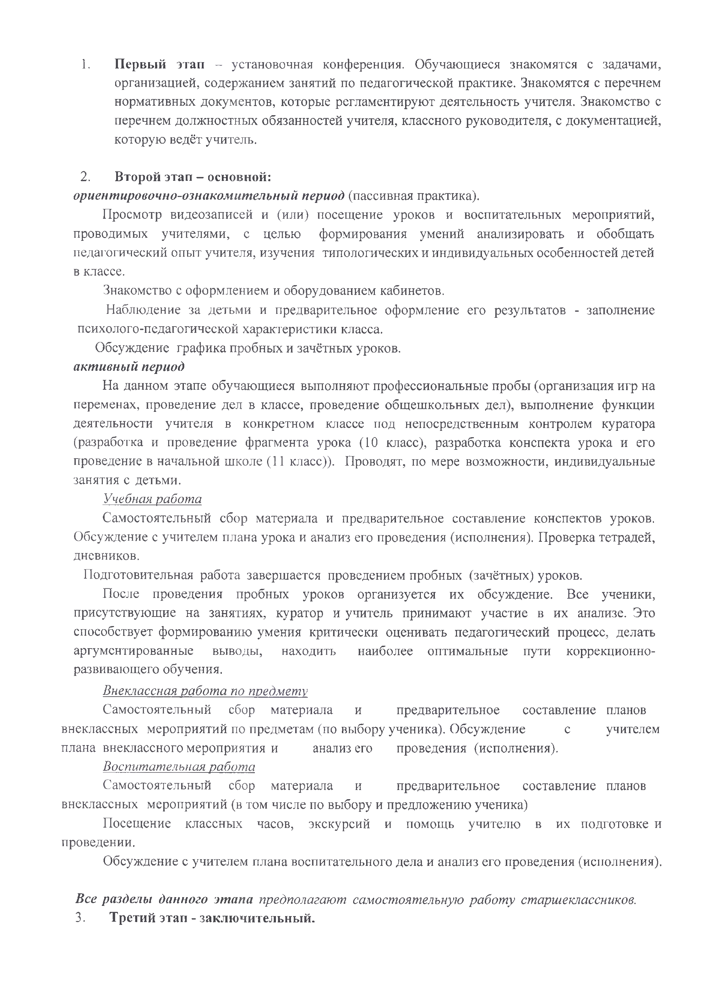 1. Первый этап – установочная конференция. Обучающиеся знакомятся с задачами,
организацией, содержанием занятий по педагогической практике. Знакомятся с перечнем
нормативных документов, которые регламентируют деятельность учителя. Знакомство с
перечнем должностных обязанностей учителя, классного руководителя, с документацией,
которую ведёт учитель.
2. Второй этап – основной:
ориентировочно-ознакомительный период (пассивная практика).
Просмотр видеозаписей и (или) посещение уроков и воспитательных мероприятий,
проводимых учителями, с целью формирования умений анализировать и обобщать
педагогический опыт учителя, изучения типологических и индивидуальных особенностей детей
в классе.
Знакомство с оформлением и оборудованием кабинетов.
Наблюдение за детьми и предварительное оформление его результатов - заполнение
психолого-педагогической характеристики класса.
Обсуждение графика пробных и зачётных уроков.
активный период
На данном этапе обучающиеся выполняют профессиональные пробы (организация игр на
переменах, проведение дел в классе, проведение общешкольных дел), выполнение функции
деятельности учителя в конкретном классе под непосредственным контролем куратора
(разработка и проведение фрагмента урока (10 класс), разработка конспекта урока и его
проведение в начальной школе (11 класс)). Проводят, по мере возможности, индивидуальные
занятия с детьми.
Учебная работа
Самостоятельный сбор материала и предварительное составление конспектов уроков.
Обсуждение с учителем плана урока и анализ его проведения (исполнения). Проверка тетрадей,
дневников.
Подготовительная работа завершается проведением пробных (зачётных) уроков.
После проведения пробных уроков организуется их обсуждение. Все ученики,
присутствующие на занятиях, куратор и учитель принимают участие в их анализе. Это
способствует формированию умения критически оценивать педагогический процесс, делать
аргументированные выводы, находить наиболее оптимальные пути коррекционно-
развивающего обучения.
Внеклассная работа по предмету
Самостоятельный сбор материала и предварительное составление планов
внеклассных мероприятий по предметам (по выбору ученика). Обсуждение с учителем
плана внеклассного мероприятия и анализ его проведения (исполнения).
Воспитательная работа
Самостоятельный сбор материала и предварительное составление планов
внеклассных мероприятий (в том числе по выбору и предложению ученика)
Посещение классных часов, экскурсий и помощь учителю в их подготовке и
проведении.
Обсуждение с учителем плана воспитательного дела и анализ его проведения (исполнения).
Все разделы данного этапа предполагают самостоятельную работу старшеклассников.
3. Третий этап - заключительный.